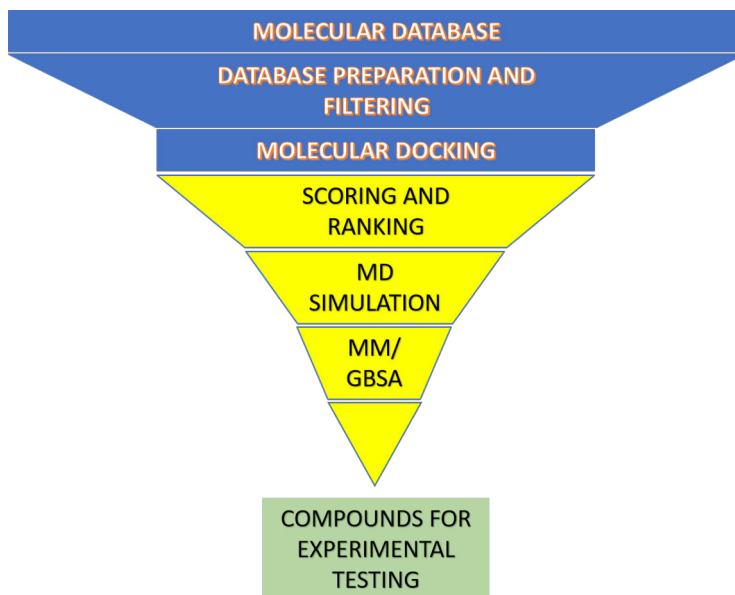 MOLECULAR DATABASE
DATABASE PREPARATION AND
FILTERING
MOLECULAR DOCKING
SCORING AND
RANKING
MD
SIMULATION
MM/
GBSA
COMPOUNDS FOR
EXPERIMENTAL
TESTING